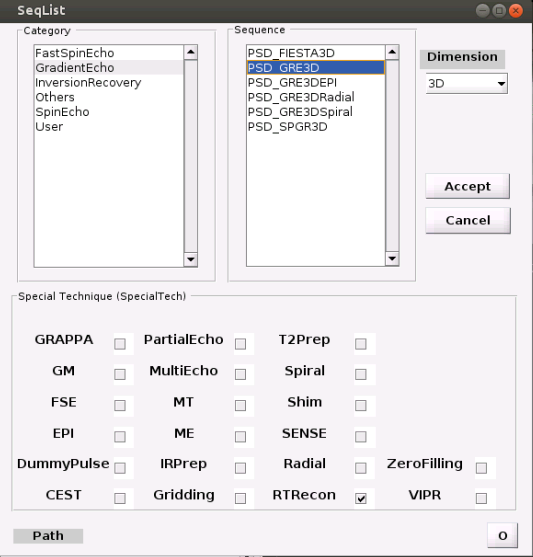 SeqList
Category
FastSpinEcho
GradientEcho
InversionRecovery
Others
SpinEcho
User
Sequence
PSD_FIESTA3D
PSD_GRE3D
PSD_GRE3DEPI
PSD_GRE3DRadial
PSD_GRE3DSpiral
PSD_SPGR3D
Dimension
3D
Accept
Cancel
Special Technique (SpecialTech)
GRAPPA PartialEcho T2Prep
GM MultiEcho Spiral
FSE MT Shim
EPI ME SENSE
DummyPulse IRPrep Radial ZeroFilling
CEST Gridding RTRecon VIPR
Path O